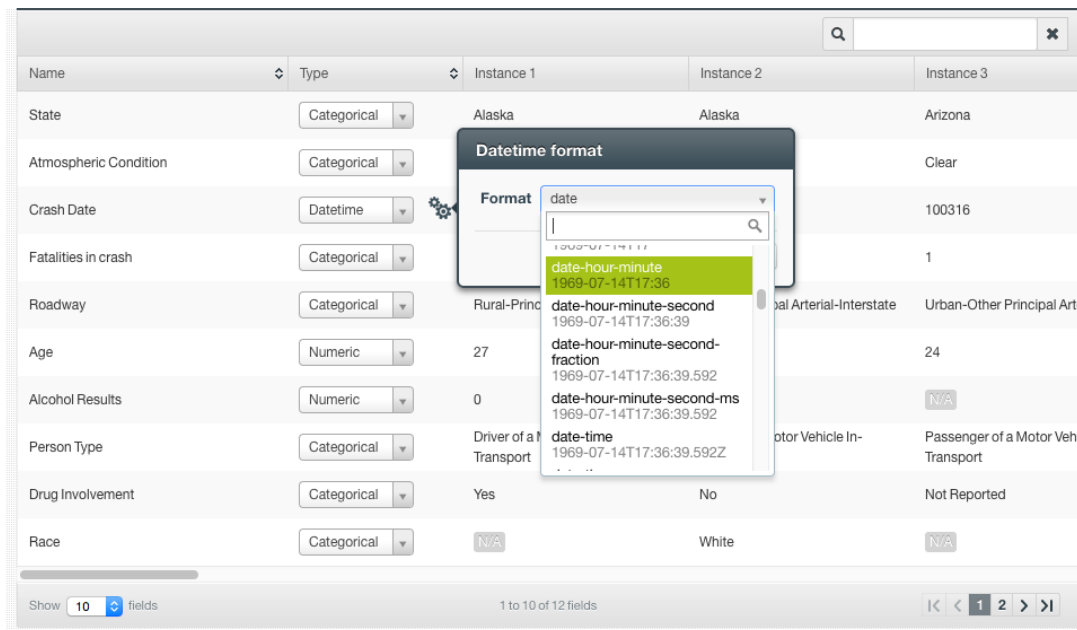 Name Type Instance 1 Instance 2 Instance 3
State Categorical Alaska Alaska Arizona
Datetime format
Atmospheric Condition Categorical Clear
Format date
Crash Date Datetime 100316
1969-07-14T17
Fatalities in crash Categorical 1
date-hour-minute
1969-07-14T17:36
Roadway Categorical Rural-Princ Arterial-Interstate Urban-Other Principal Art
date-hour-minute-second
1969-07-14T17:36:39
Age Numeric 27 24
date-hour-minute-second-
fraction
1969-07-14T17:36:39.592
Alcohol Results Numeric 0 N/A
date-hour-minute-second-ms
1969-07-14T17:36:39.592
Person Type Categorical Driver of a M otor Vehicle In- Passenger of a Motor Veh
Transport Transport
date-time
1969-07-14T17:36:39.592Z
Drug Involvement Categorical Yes No Not Reported
Race Categorical N/A White N/A
Show 10 fields 1 to 10 of 12 fields 1 2